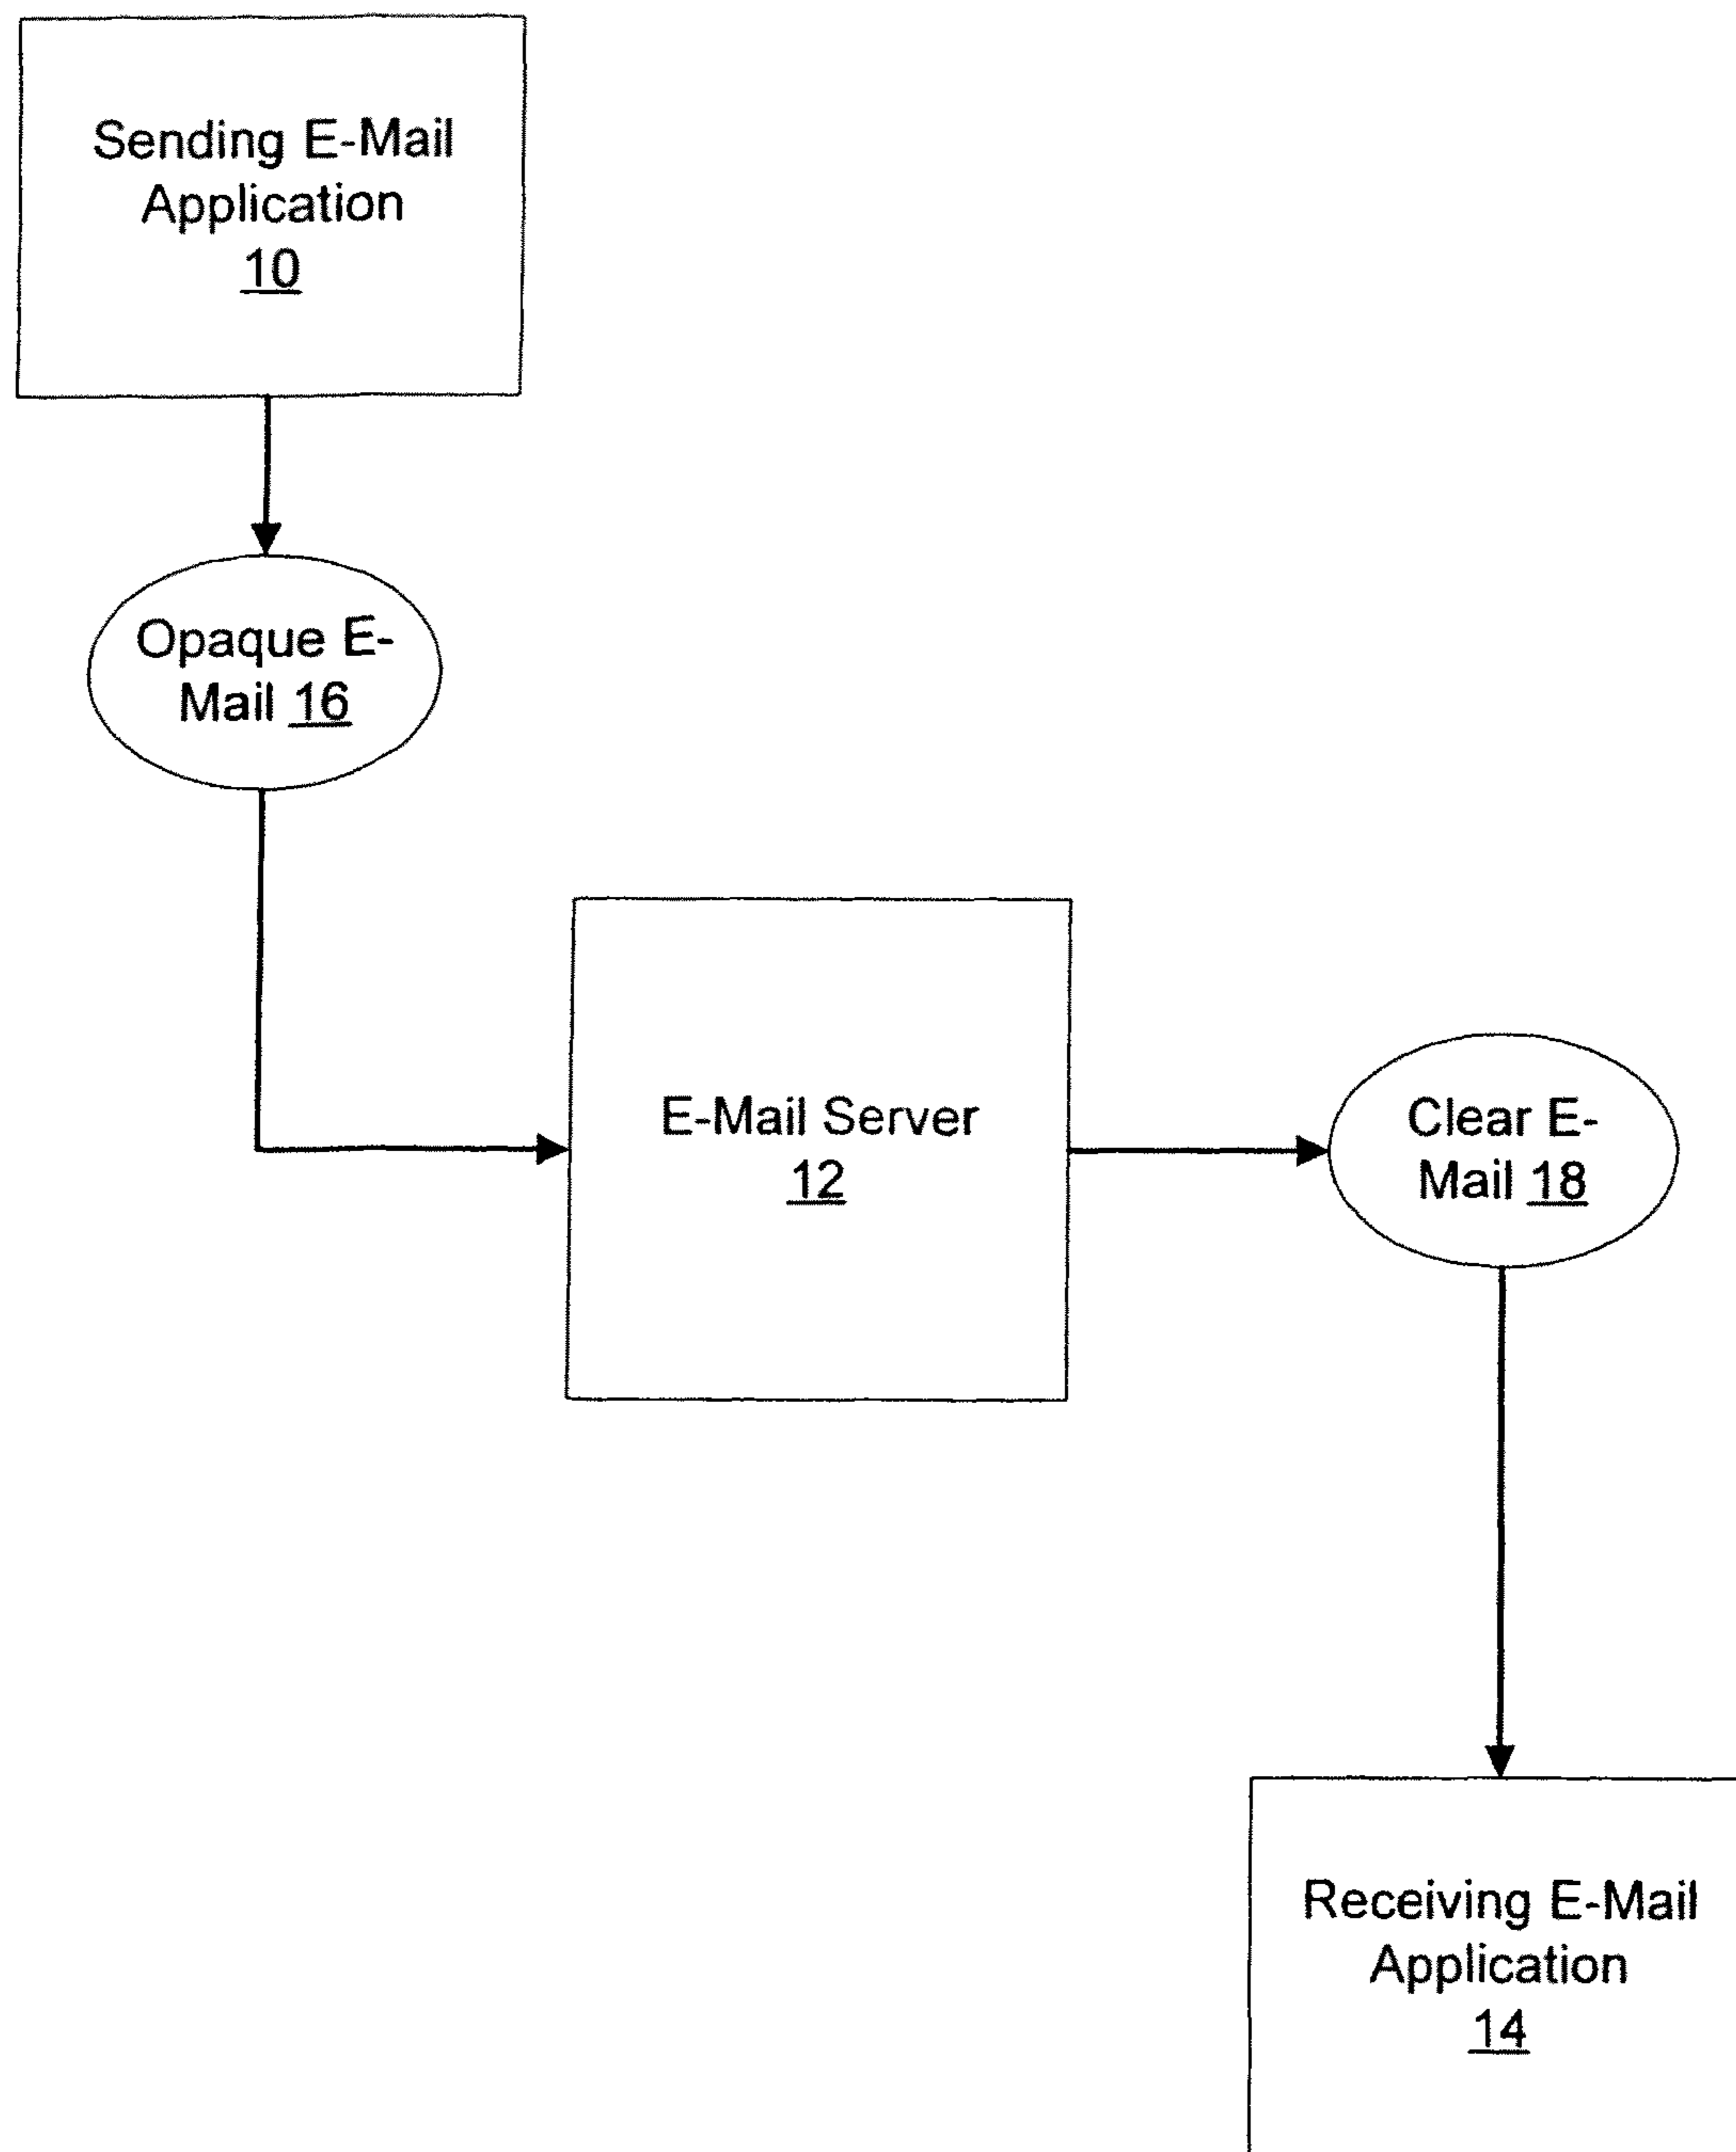 Sending E-Mail
Application
10
Opaque E-
Mail 16
E-Mail Server
12
Clear E-
Mail 18
Receiving E-Mail
Application
14